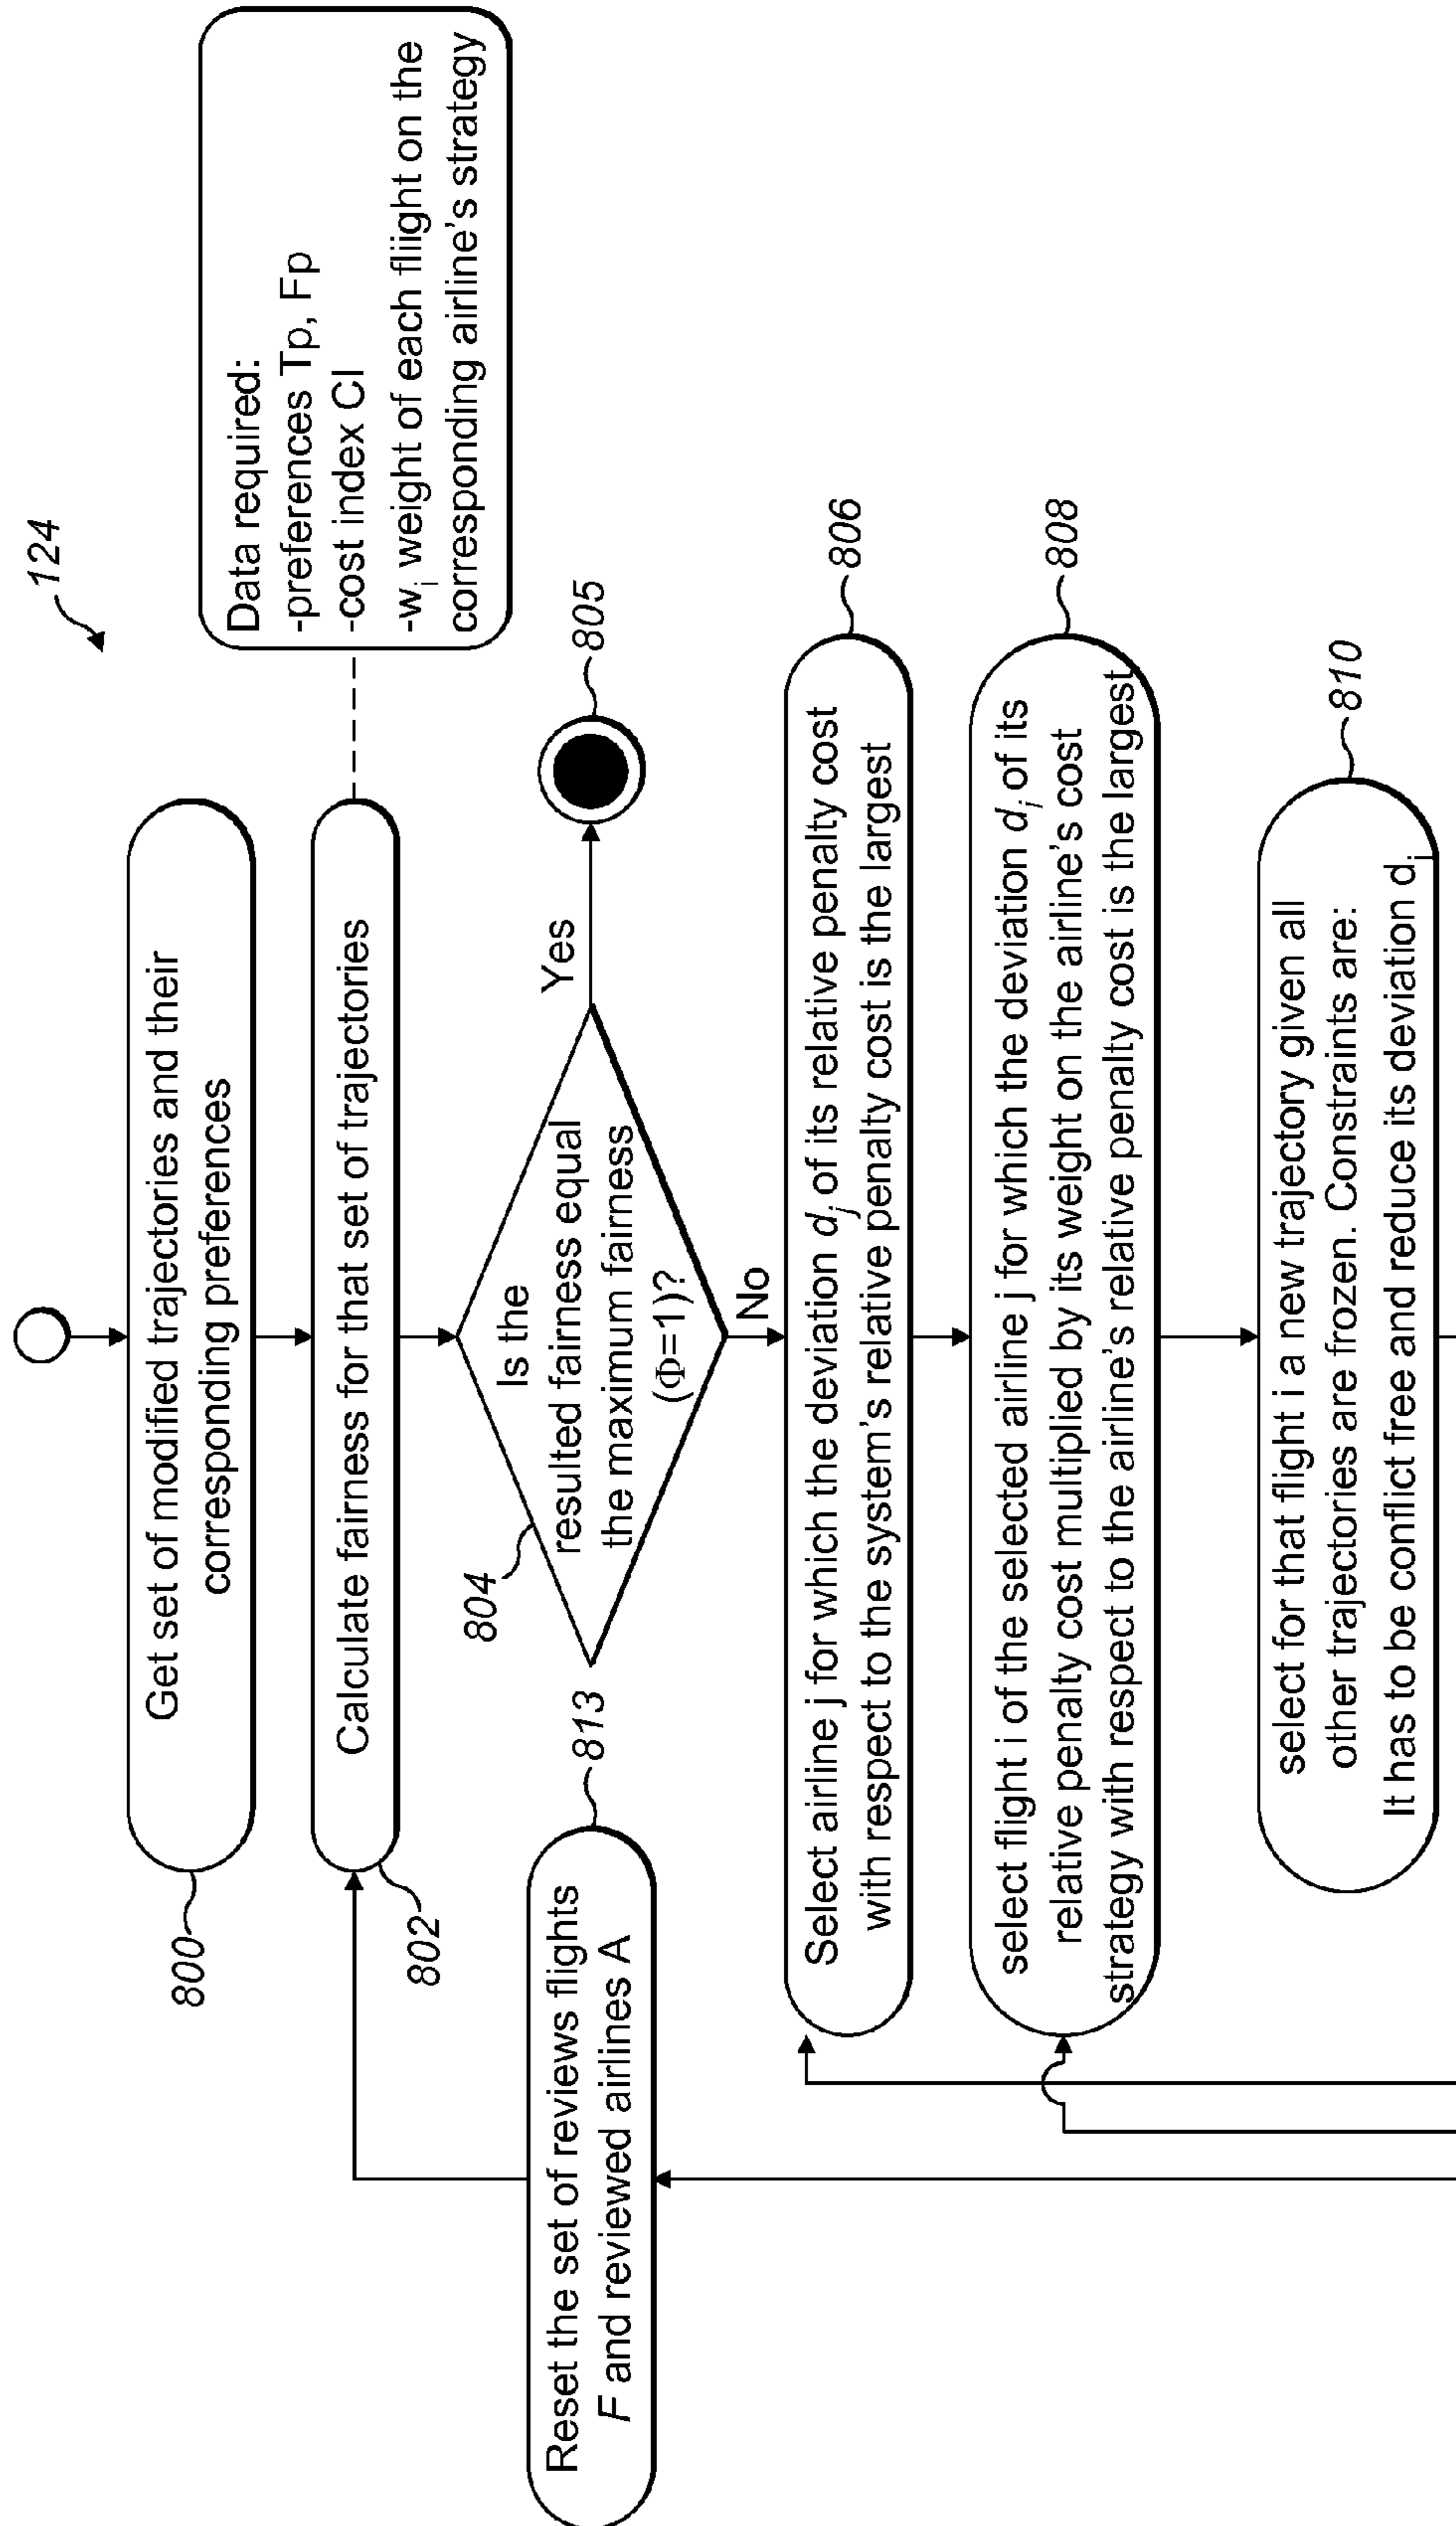 124
Get set of modified trajectories and their
corresponding preferences
800
Data required:
-preferences Tp, Fp
-cost index CI
-wi weight of each fliight on the
corresponding airline's strategy
Calculate fairness for that set of trajectories
802
Is the
resulted fairness equal
the maximum fairness
(Φ=1)?
804
Yes
805
No
Reset the set of reviews flights
F and reviewed airlines A
813
Select airline j for which the deviation dj of its relative penalty cost
with respect to the system's relative penalty cost is the largest
806
select flight i of the selected airline j for which the deviation di of its
relative penalty cost multiplied by its weight on the airline's cost
strategy with respect to the airline's relative penalty cost is the largest
808
select for that flight i a new trajectory given all
other trajectories are frozen. Constraints are:
It has to be conflict free and reduce its deviation di
810